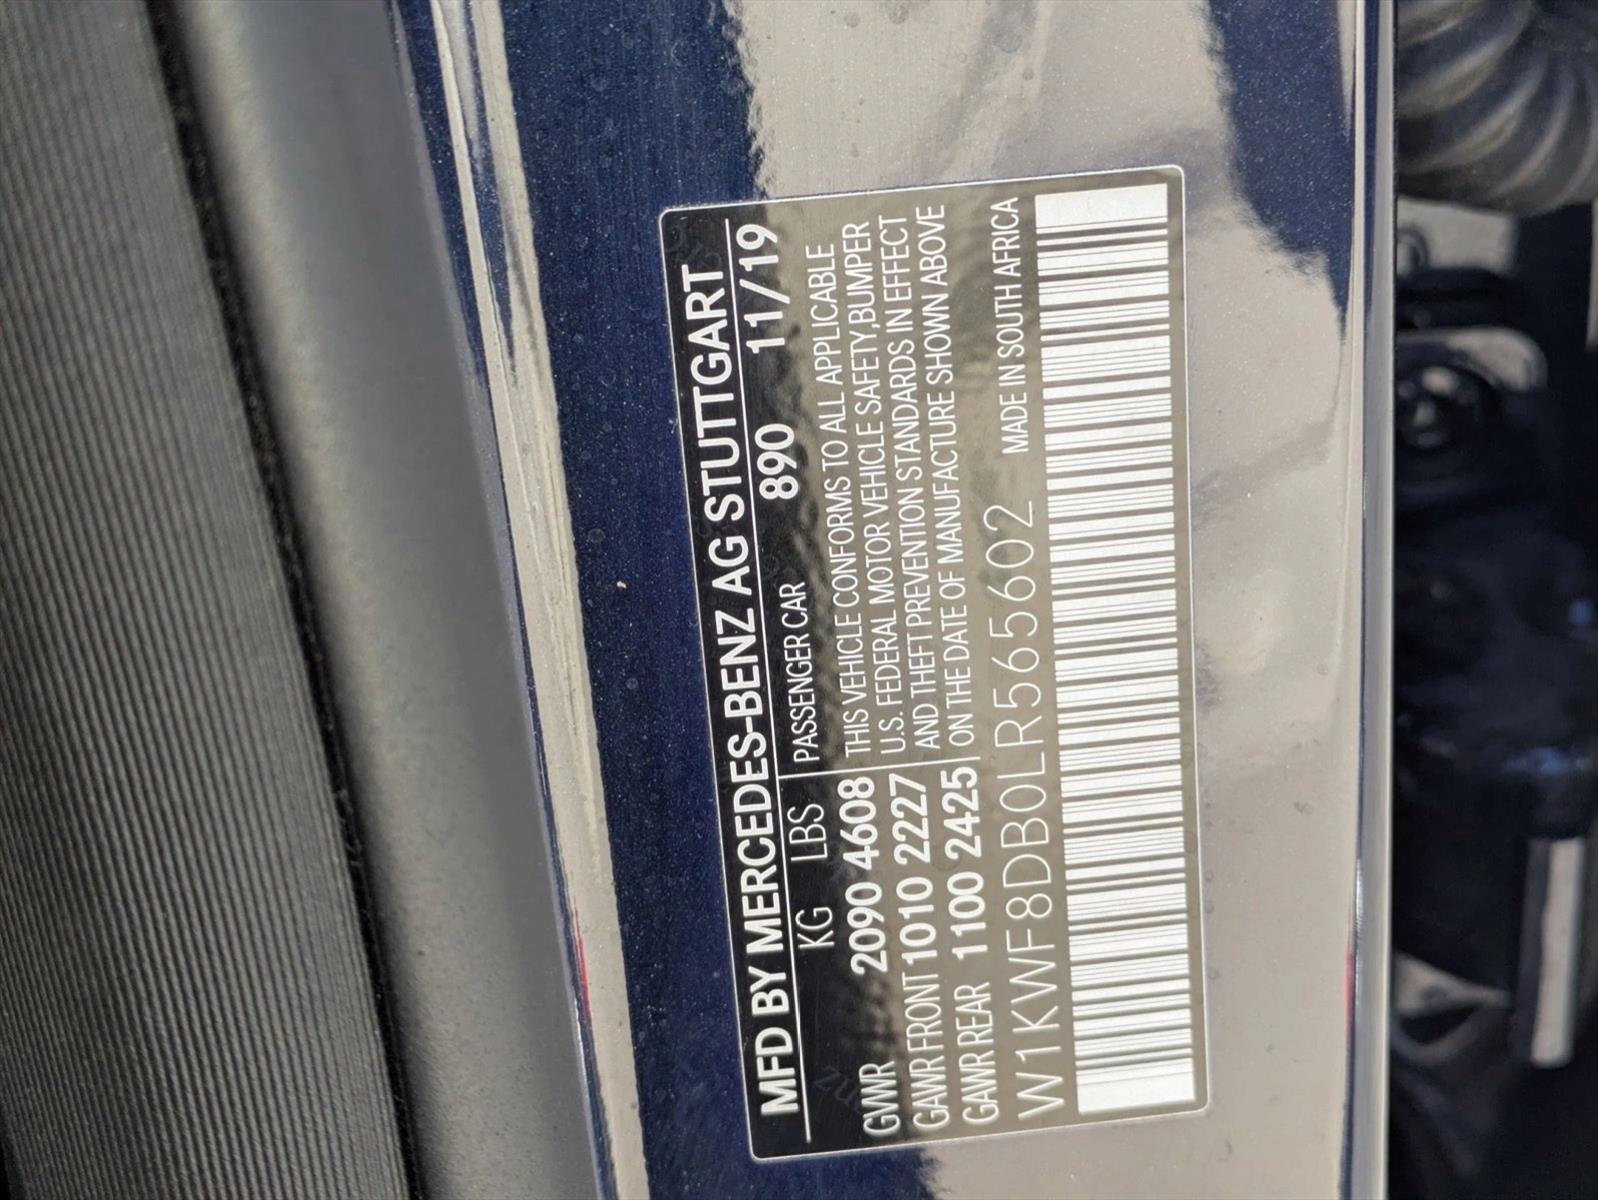 MFD BY MERCEDES-BENZ AG STUTTGART
KG LBS PASSENGER CAR 890 11/19
GVWR 2090 4608 THIS VEHICLE CONFORMS TO ALL APPLICABLE
GAWR FRONT 1010 2227 U.S. FEDERAL MOTOR VEHICLE SAFETY,BUMPER
GAWR REAR 1100 2425 AND THEFT PREVENTION STANDARDS IN EFFECT
ON THE DATE OF MANUFACTURE SHOWN ABOVE
W1KWF8DB0LR565602 MADE IN SOUTH AFRICA